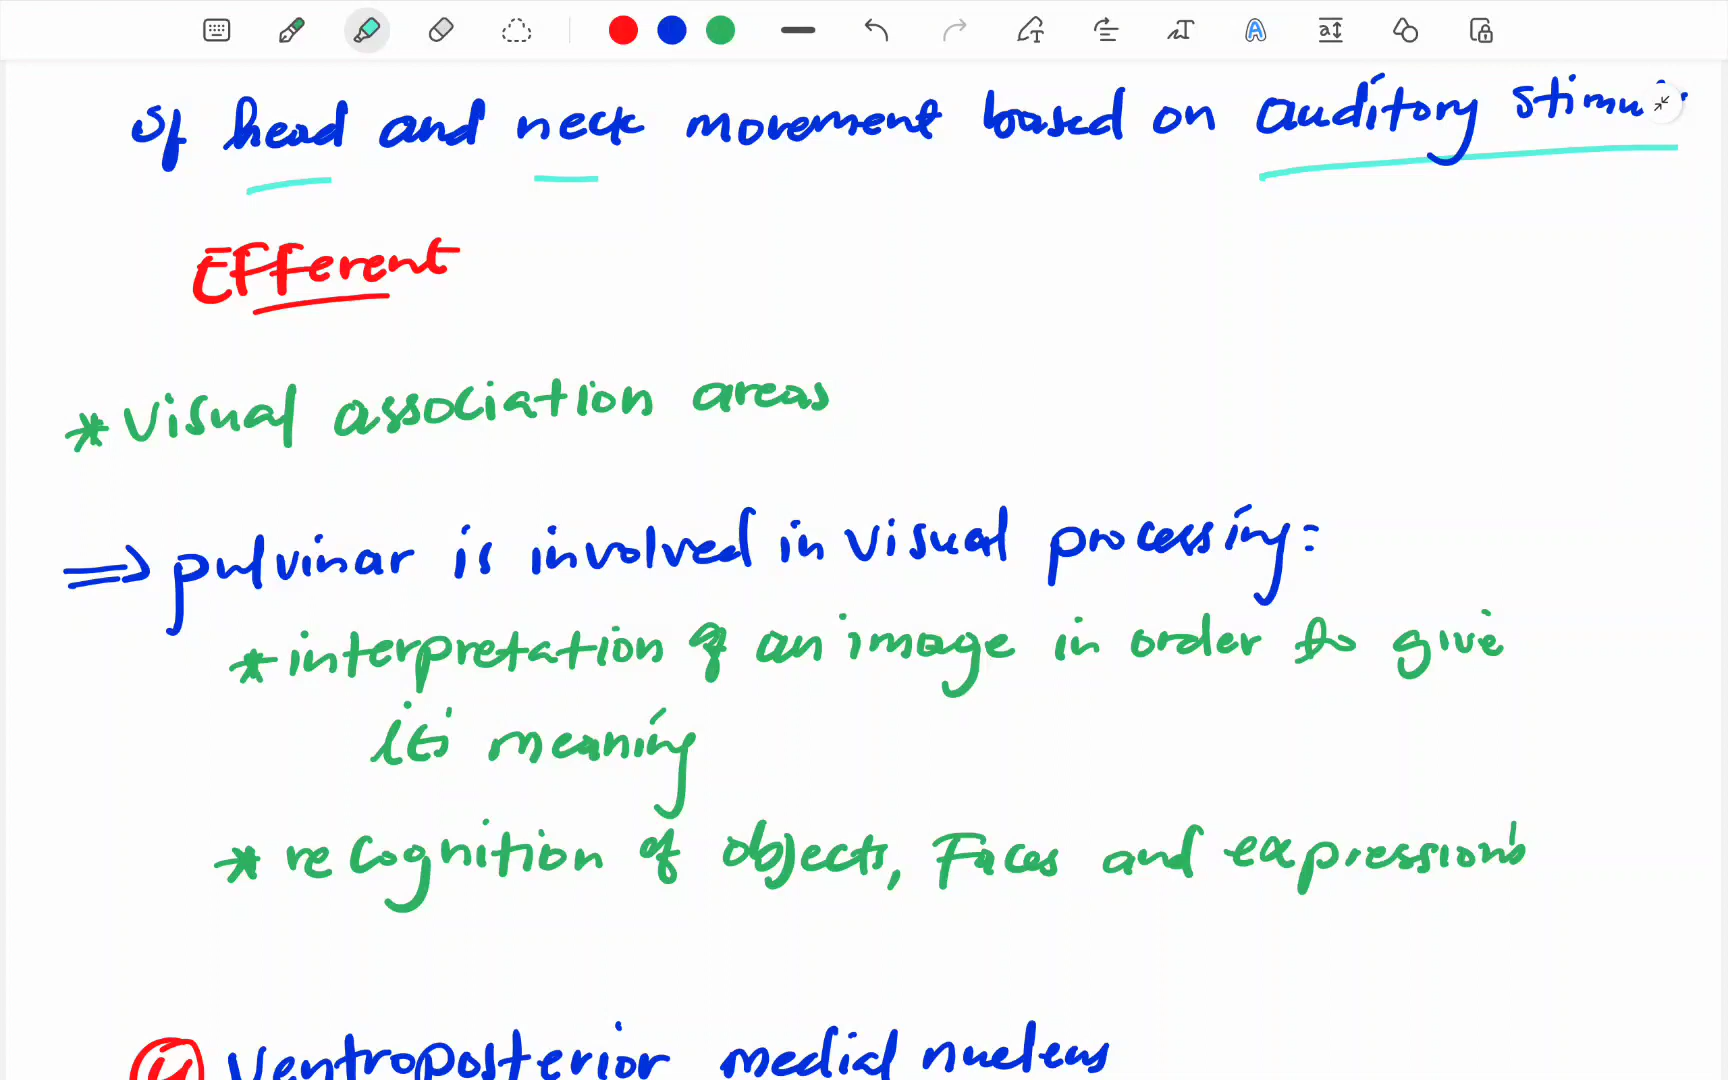 of head and neck movement based on auditory
Efferent
* Visual association areas
⇒ pulvinar is involved in visual processing:
* interpretation of an image in order to give
its meaning
* recognition of objects, Faces and expressions
4 Ventroposterior medial nucleus